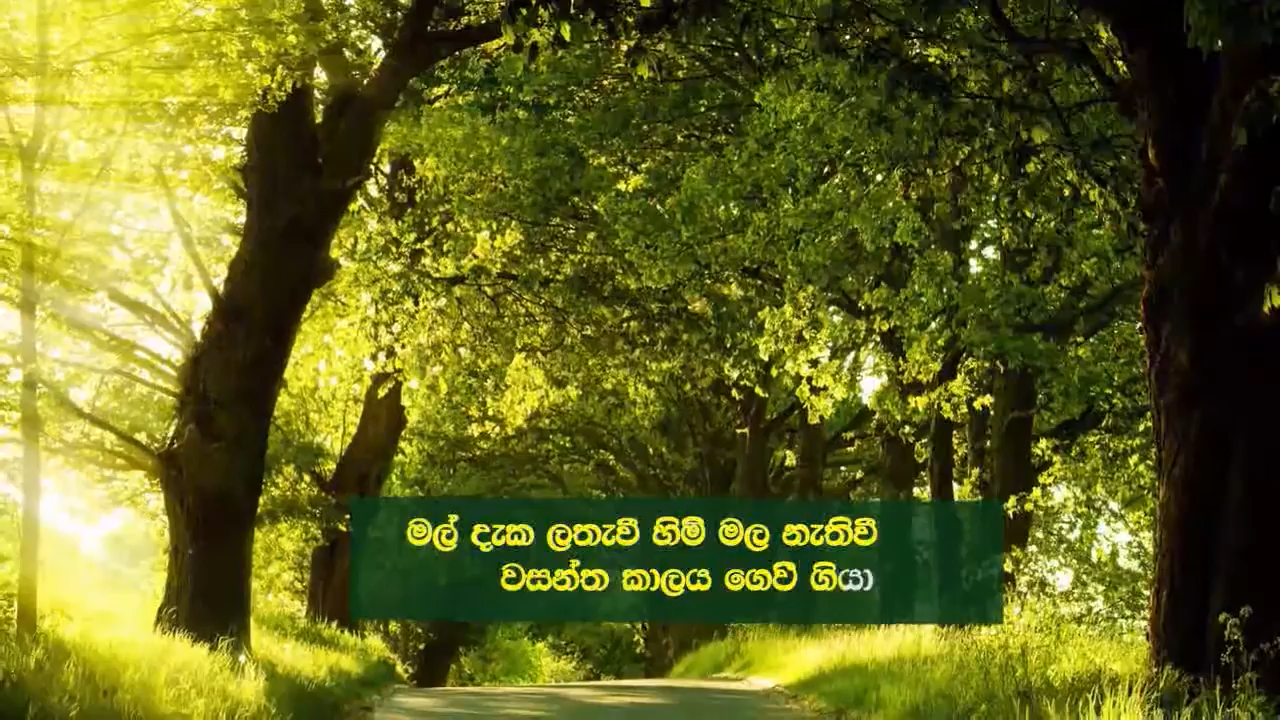 මල් දැක ලතැවී හිමි මල නැතිවී
වසන්ත කාලය ගෙවී ගියා